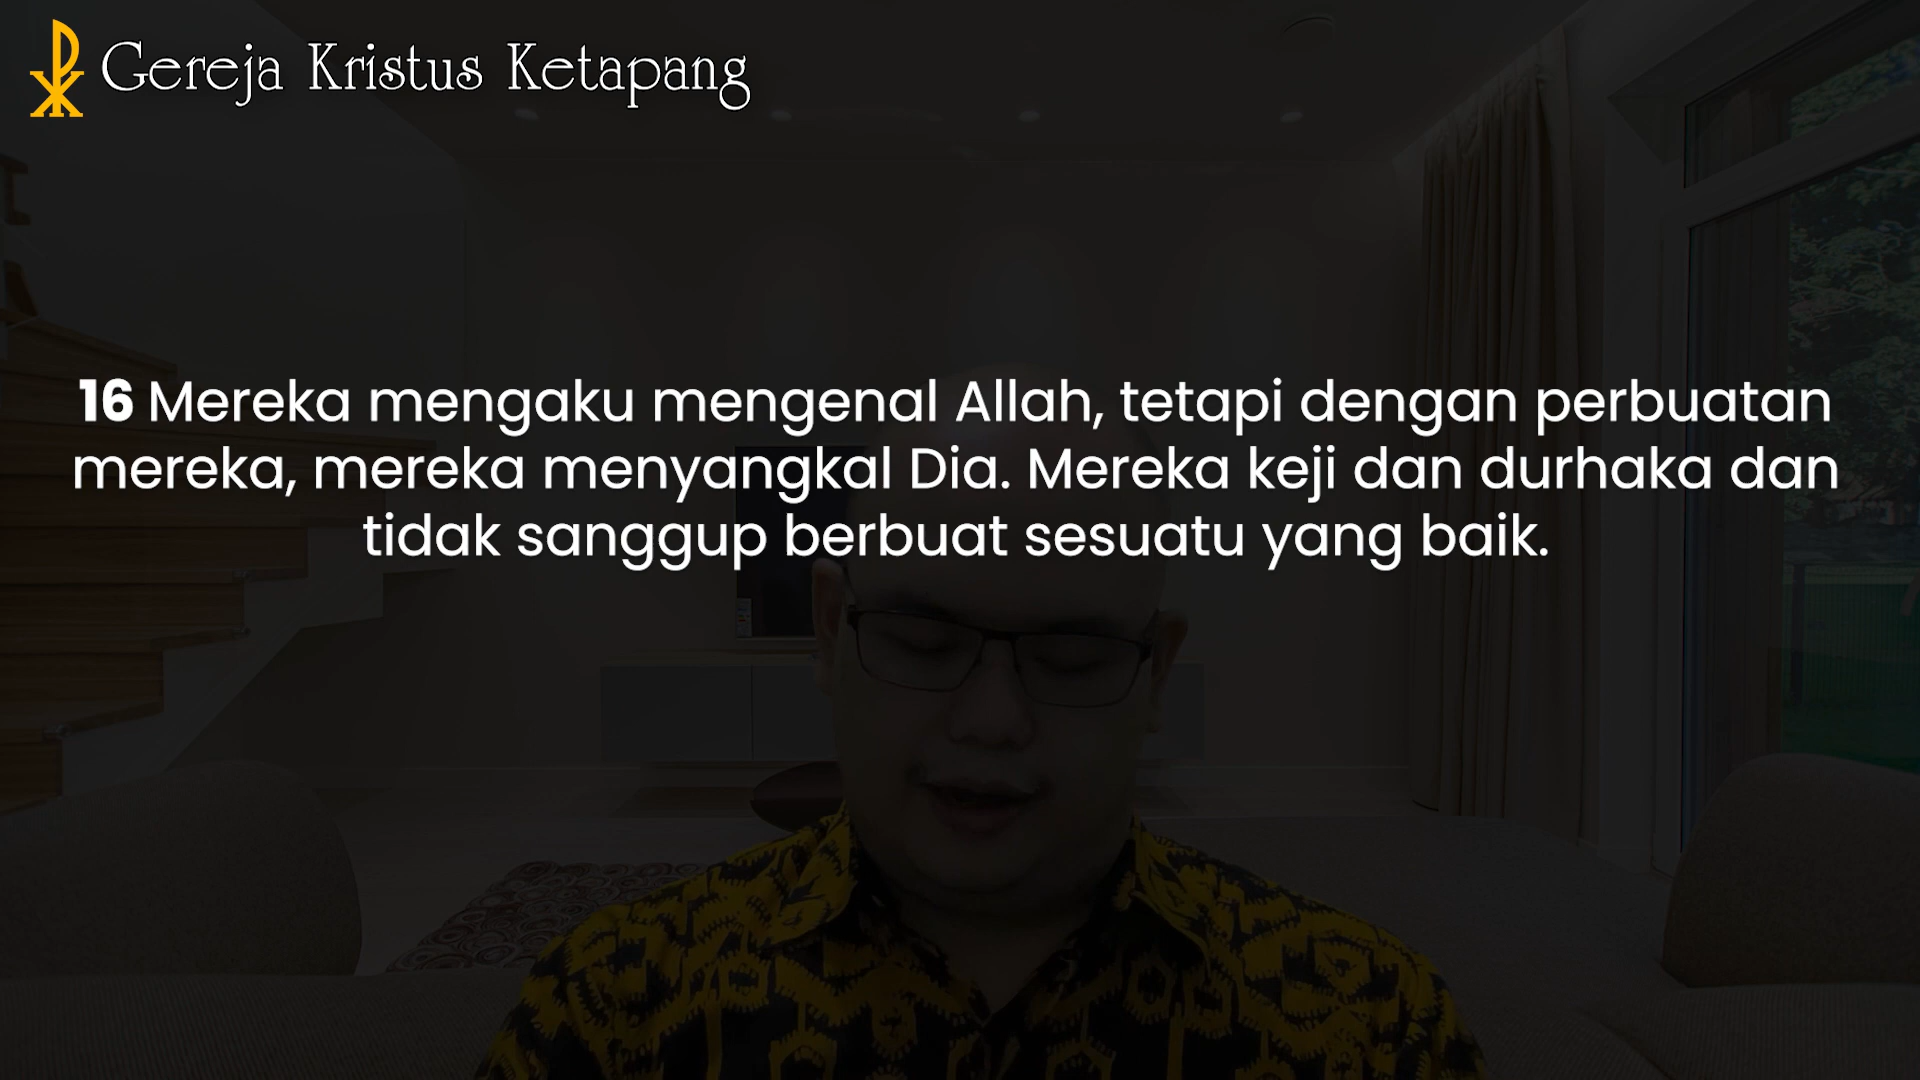 Gereja Kristus Ketapang
16 Mereka mengaku mengenal Allah, tetapi dengan perbuatan
mereka, mereka menyangkal Dia. Mereka keji dan durhaka dan
tidak sanggup berbuat sesuatu yang baik.